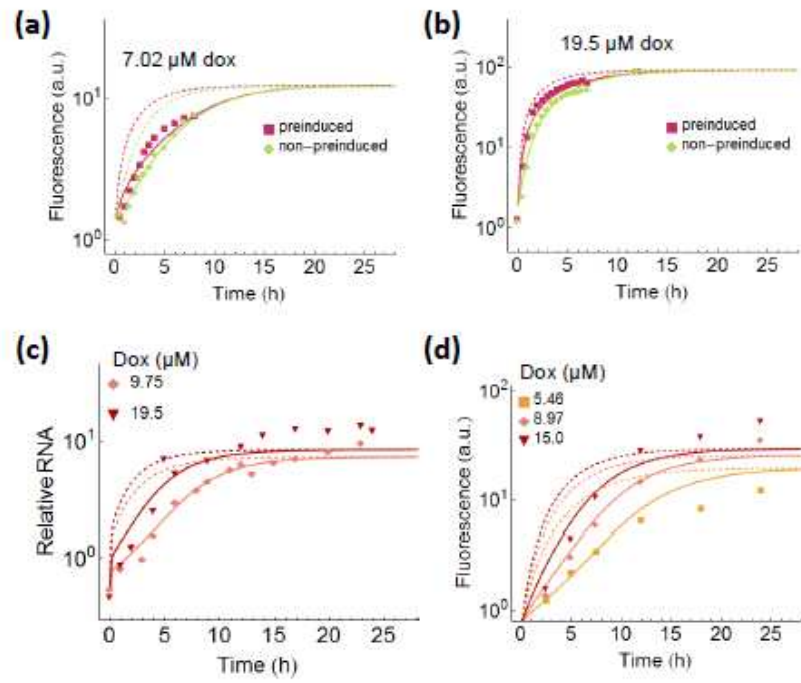 (a)
7.02 µM dox
Fluorescence (a.u.)
10¹
10⁰
preinduced
non-preinduced
0 5 10 15 20 25
Time (h)
(b)
19.5 µM dox
Fluorescence (a.u.)
10²
10¹
10⁰
preinduced
non-preinduced
0 5 10 15 20 25
Time (h)
(c)
Dox (µM)
9.75
19.5
Relative RNA
10¹
10⁰
0 5 10 15 20 25
Time (h)
(d)
Dox (µM)
5.46
8.97
15.0
Fluorescence (a.u.)
10²
10¹
10⁰
0 5 10 15 20 25
Time (h)